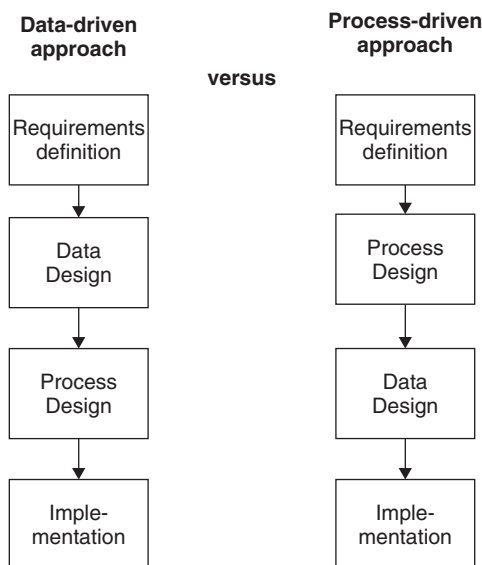 Data-driven
approach
versus
Process-driven
approach
Requirements
definition
Data
Design
Process
Design
Imple-
mentation
Requirements
definition
Process
Design
Data
Design
Imple-
mentation